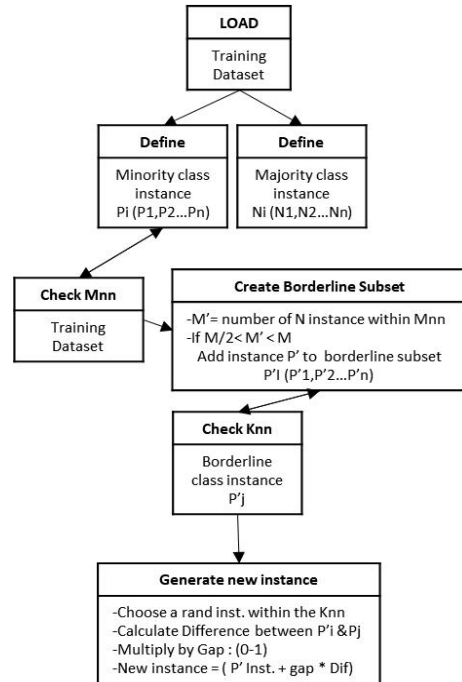 LOAD
Training
Dataset
Define
Minority class
instance
Pi (P1,P2...Pn)
Define
Majority class
instance
Ni (N1,N2...Nn)
Check Mnn
Training
Dataset
Create Borderline Subset
-M'= number of N instance within Mnn
-If M/2< M' < M
Add instance P' to borderline subset
P'I (P'1,P'2...P'n)
Check Knn
Borderline
class instance
P'j
Generate new instance
-Choose a rand inst. within the Knn
-Calculate Difference between P'i &Pj
-Multiply by Gap : (0-1)
-New instance = ( P' Inst. + gap * Dif)